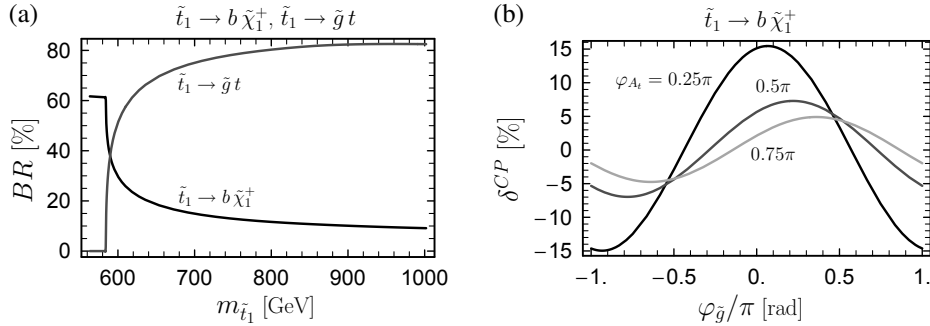 (a)
t̃₁ → b χ̃₁⁺, t̃₁ → g̃ t
BR [%]
80
60
40
20
0
t̃₁ → g̃ t
t̃₁ → b χ̃₁⁺
600 700 800 900 1000
m_t̃₁ [GeV]
(b)
t̃₁ → b χ̃₁⁺
δ^CP [%]
15
10
5
0
−5
−10
−15
φ_Aₜ = 0.25π
0.5π
0.75π
-1. -0.5 0 0.5 1.
φ_g̃/π [rad]